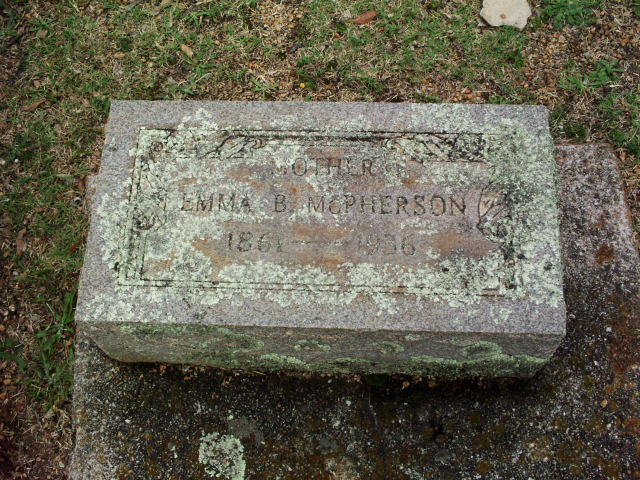 MOTHER
EMMA B. McPHERSON
1861 — 1936